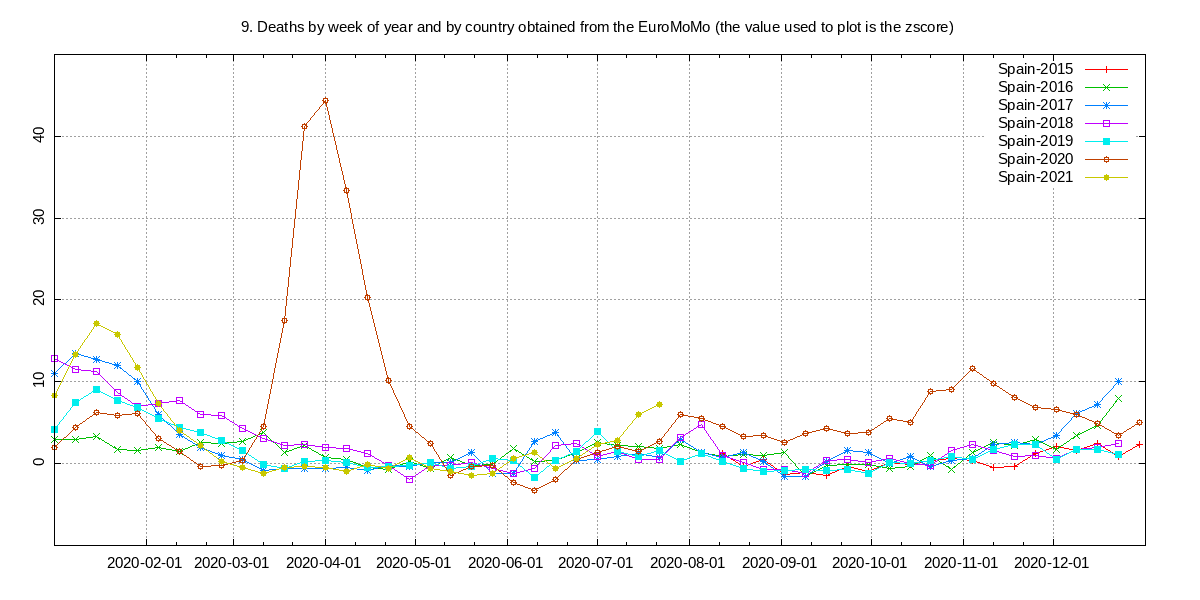 9. Deaths by week of year and by country obtained from the EuroMoMo (the value used to plot is the zscore)
Spain-2015
Spain-2016
Spain-2017
Spain-2018
Spain-2019
Spain-2020
Spain-2021
40
30
20
10
0
2020-02-01 2020-03-01 2020-04-01 2020-05-01 2020-06-01 2020-07-01 2020-08-01 2020-09-01 2020-10-01 2020-11-01 2020-12-01